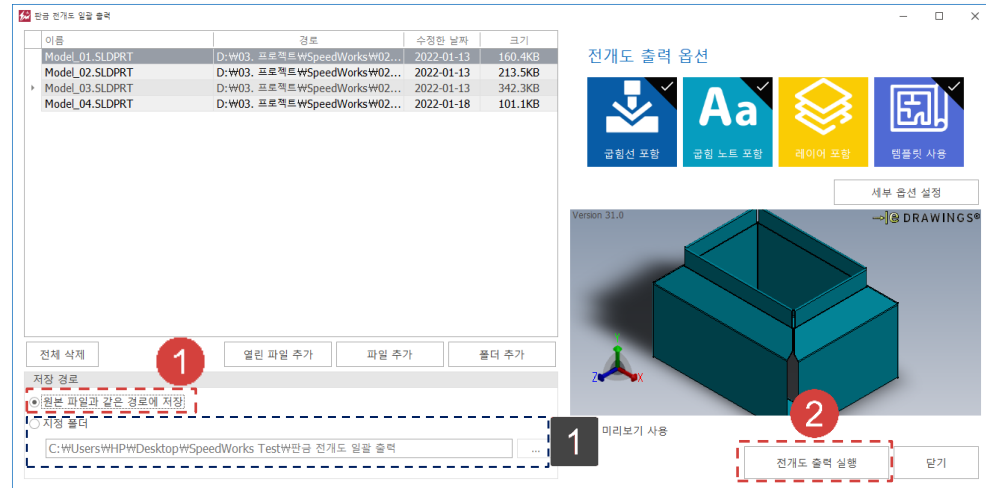 판금 전개도 일괄 출력
이름 경로 수정한 날짜 크기
Model_01.SLDPRT D:￦03. 프로젝트￦SpeedWorks￦02... 2022-01-13 160.4KB
Model_02.SLDPRT D:￦03. 프로젝트￦SpeedWorks￦02... 2022-01-13 213.5KB
Model_03.SLDPRT D:￦03. 프로젝트￦SpeedWorks￦02... 2022-01-13 342.3KB
Model_04.SLDPRT D:￦03. 프로젝트￦SpeedWorks￦02... 2022-01-18 101.1KB
전개도 출력 옵션
Aa
굽힘선 포함 굽힘 노트 포함 레이어 포함 템플릿 사용
세부 옵션 설정
Version 31.0 DRAWINGS®
Y
Z X
전체 삭제 1 열린 파일 추가 파일 추가 폴더 추가
저장 경로
원본 파일과 같은 경로에 저장
지정 폴더
C:￦Users￦HP￦Desktop￦SpeedWorks Test￦판금 전개도 일괄 출력 ...
1
미리보기 사용
2
전개도 출력 실행 닫기